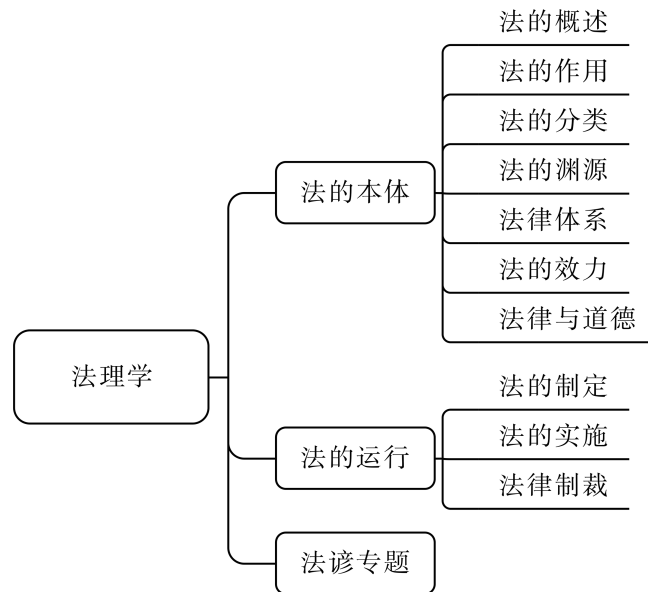 法理学
法的本体
法的概述
法的作用
法的分类
法的渊源
法律体系
法的效力
法律与道德
法的运行
法的制定
法的实施
法律制裁
法谚专题